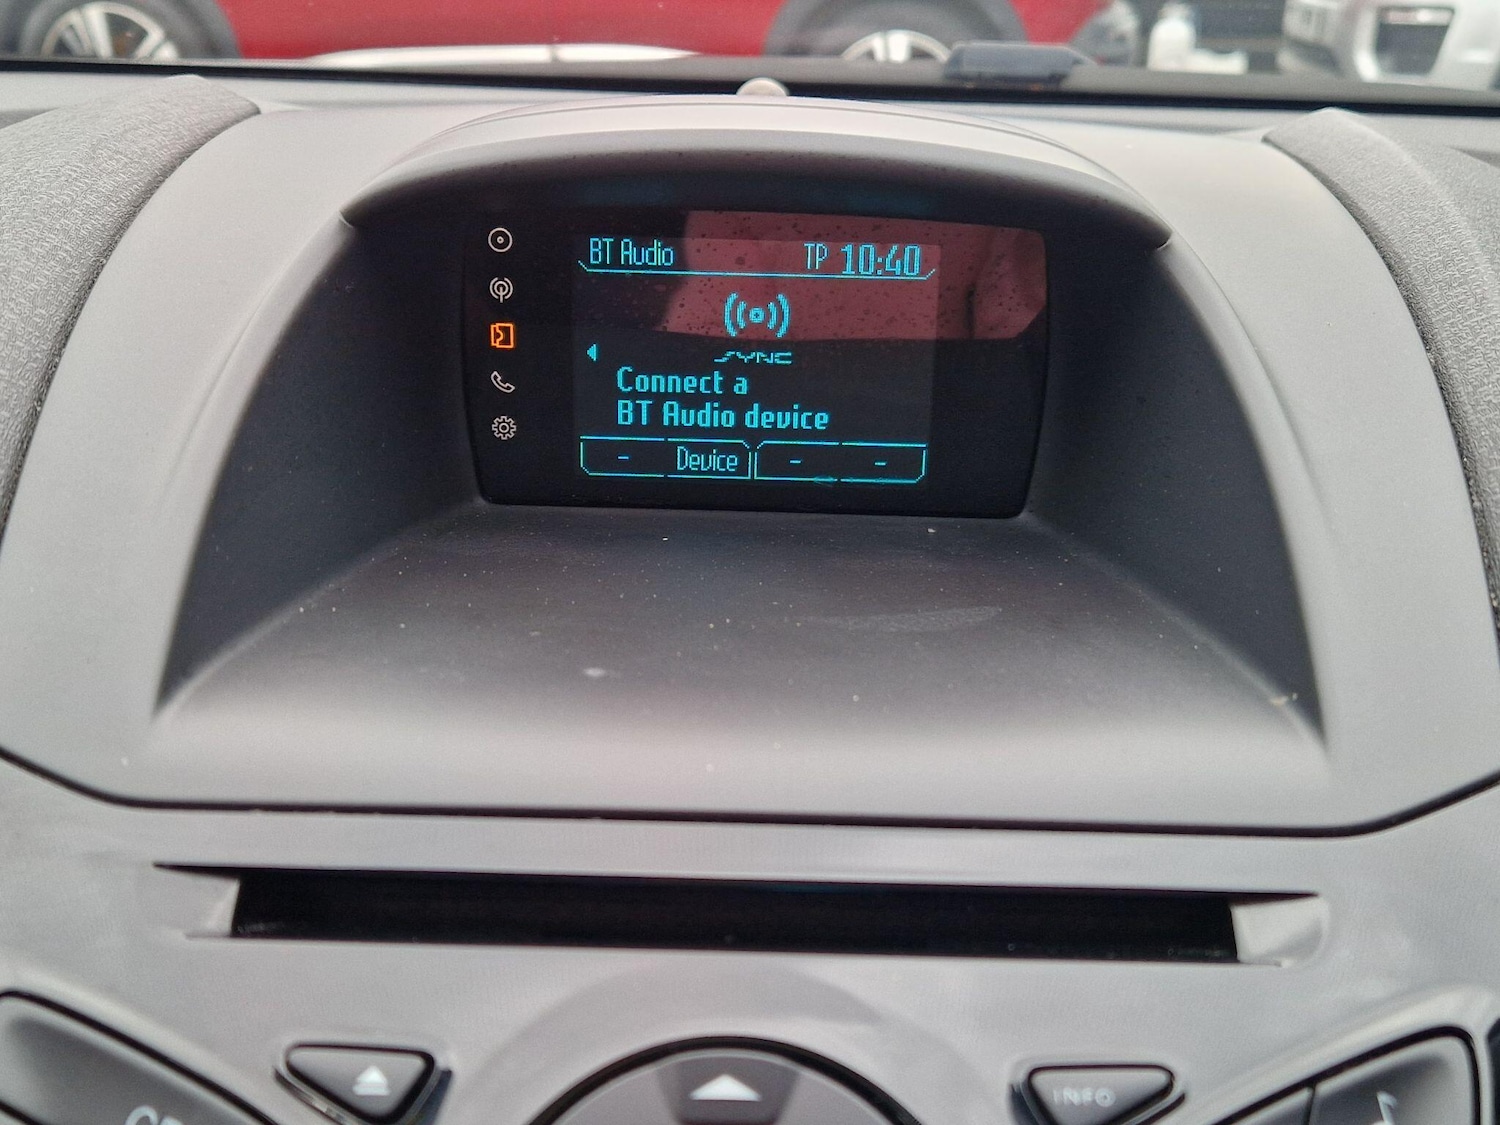 BT Audio TP 10:40
SYNC
Connect a
BT Audio device
- Device - -
INFO